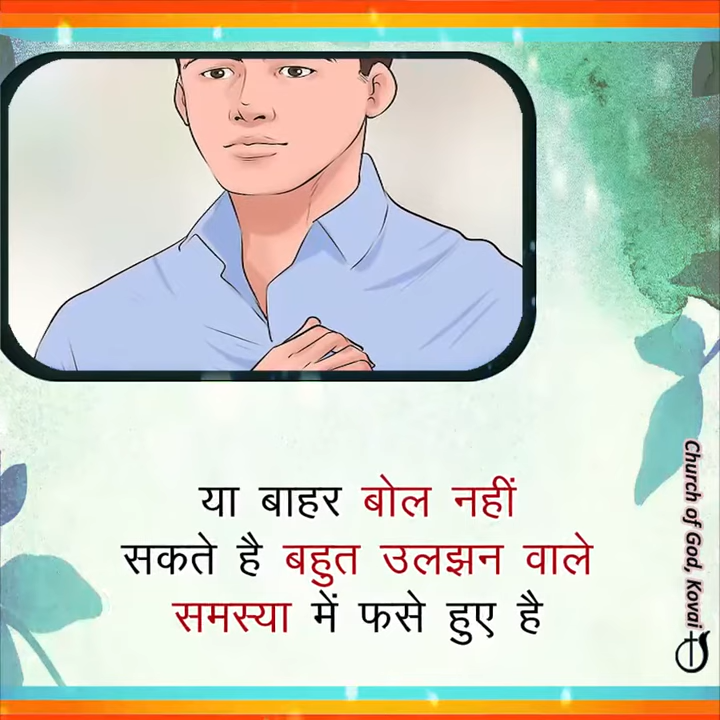 या बाहर बोल नहीं
सकते है बहुत उलझन वाले
समस्या में फसे हुए है
Church of God, Kovai